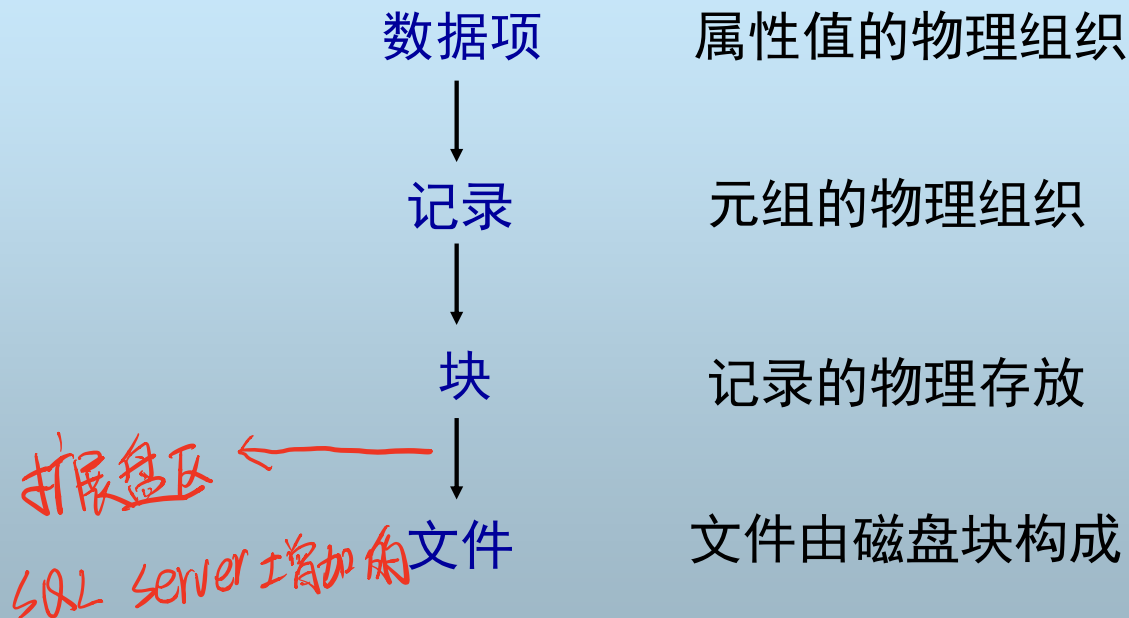 数据项 属性值的物理组织
记录 元组的物理组织
块 记录的物理存放
扩展盘区
文件 文件由磁盘块构成
SQL server增加的